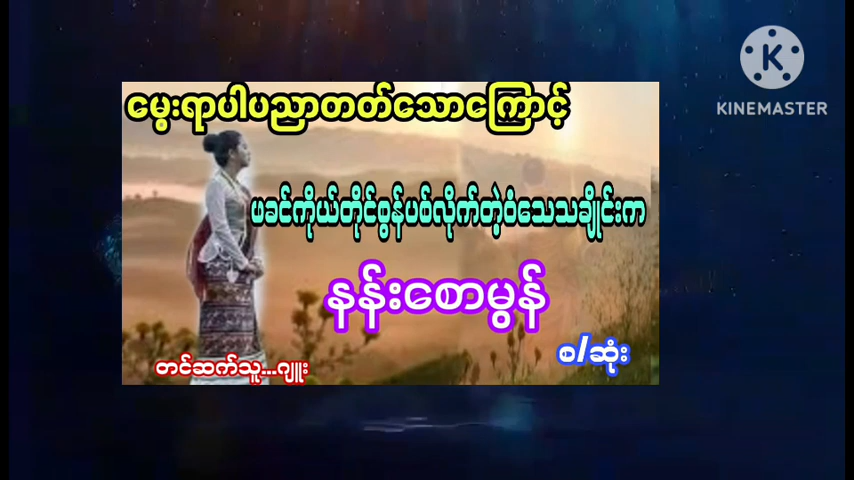 မွေးရာပါပညာတတ်သောကြောင့်
KINEMASTER
ဖခင်ကိုယ်တိုင်စွန့်ပစ်လိုက်တဲ့ဝံသေသချိုင်းက
နန်းစောမွန်
စ/ဆုံး
တင်ဆက်သူ...ဂျူး